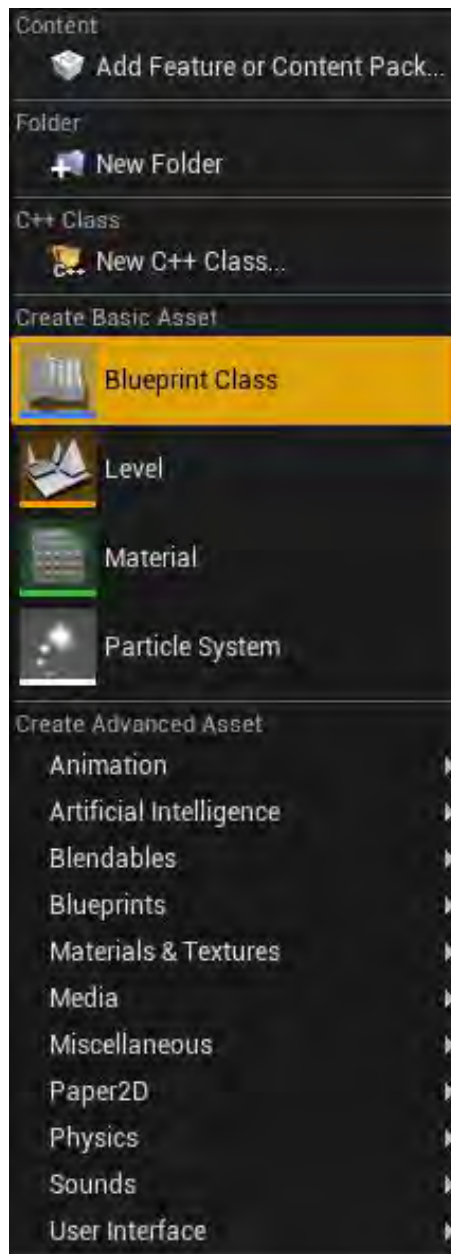 Content
Add Feature or Content Pack...
Folder
New Folder
C++ Class
C++
New C++ Class...
Create Basic Asset
Blueprint Class
Level
Material
Particle System
Create Advanced Asset
Animation
Artificial Intelligence
Blendables
Blueprints
Materials & Textures
Media
Miscellaneous
Paper2D
Physics
Sounds
User Interface